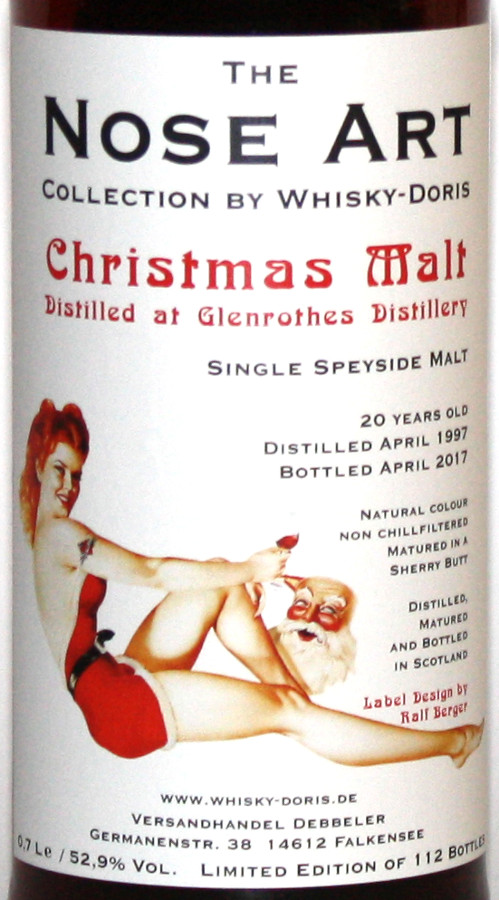 The
Nose Art
Collection by Whisky-Doris
Christmas Malt
Distilled at Glenrothes Distillery
Single Speyside Malt
20 years old
Distilled April 1997
Bottled April 2017
Natural colour
non chillfiltered
Matured in a
Sherry Butt
Distilled,
Matured
and Bottled
in Scotland
Label Design by
Ralf Berger
www.whisky-doris.de
Versandhandel Debbeler
Germanenstr. 38 14612 Falkensee
0,7 Le / 52,9% Vol. Limited Edition of 112 Bottles